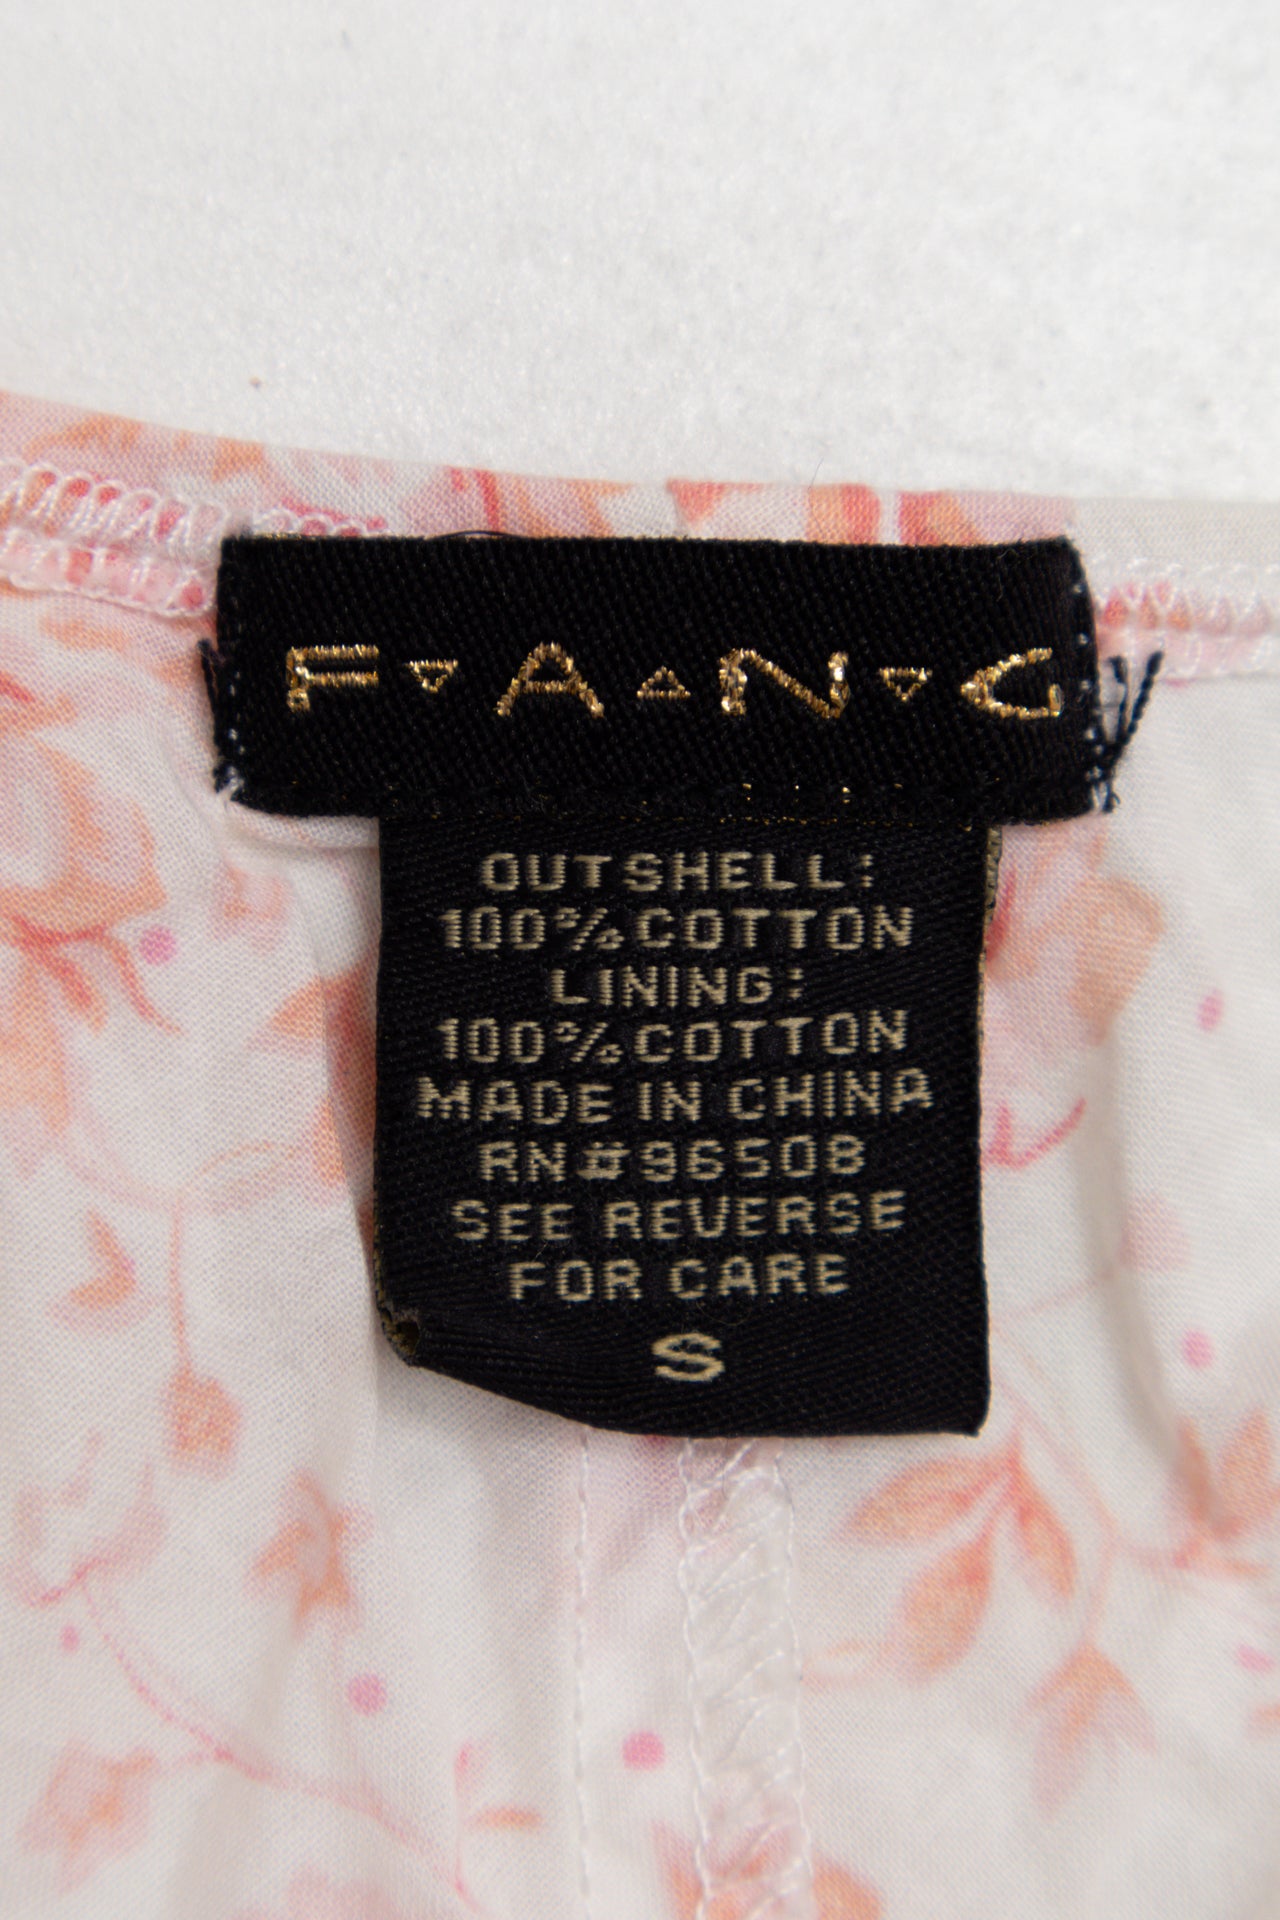 F▽A△N▽G
OUTSHELL:
100%COTTON
LINING:
100%COTTON
MADE IN CHINA
RN#96508
SEE REVERSE
FOR CARE
S